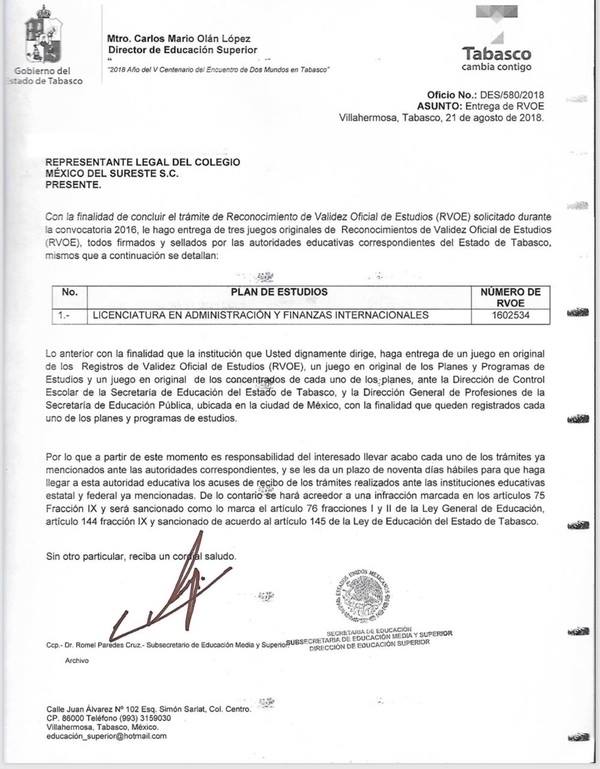 Gobierno del
Estado de Tabasco
Mtro. Carlos Mario Olán López
Director de Educación Superior
"2018 Año del V Centenario del Encuentro de Dos Mundos en Tabasco"
Tabasco
cambia contigo
Oficio No.: DES/580/2018
ASUNTO: Entrega de RVOE
Villahermosa, Tabasco, 21 de agosto de 2018.
REPRESENTANTE LEGAL DEL COLEGIO
MÉXICO DEL SURESTE S.C.
PRESENTE.
Con la finalidad de concluir el trámite de Reconocimiento de Validez Oficial de Estudios (RVOE) solicitado durante
la convocatoria 2016, le hago entrega de tres juegos originales de Reconocimientos de Validez Oficial de Estudios
(RVOE), todos firmados y sellados por las autoridades educativas correspondientes del Estado de Tabasco,
mismos que a continuación se detallan:
No. PLAN DE ESTUDIOS NÚMERO DE
RVOE
1.- LICENCIATURA EN ADMINISTRACIÓN Y FINANZAS INTERNACIONALES 1602534
Lo anterior con la finalidad que la institución que Usted dignamente dirige, haga entrega de un juego en original
de los Registros de Validez Oficial de Estudios (RVOE), un juego en original de los Planes y Programas de
Estudios y un juego en original de los concentrados de cada uno de los planes, ante la Dirección de Control
Escolar de la Secretaría de Educación del Estado de Tabasco, y la Dirección General de Profesiones de la
Secretaría de Educación Pública, ubicada en la ciudad de México, con la finalidad que queden registrados cada
uno de los planes y programas de estudios.
Por lo que a partir de este momento es responsabilidad del interesado llevar acabo cada uno de los trámites ya
mencionados ante las autoridades correspondientes, y se les da un plazo de noventa días hábiles para que haga
llegar a esta autoridad educativa los acuses de recibo de los trámites realizados ante las instituciones educativas
estatal y federal ya mencionadas. De lo contario se hará acreedor a una infracción marcada en los artículos 75
Fracción IX y será sancionado como lo marca el artículo 76 fracciones I y II de la Ley General de Educación,
artículo 144 fracción IX y sancionado de acuerdo al artículo 145 de la Ley de Educación del Estado de Tabasco.
Sin otro particular, reciba un cordial saludo.
ESTADOS UNIDOS MEXICANOS
SECRETARIA DE EDUCACIÓN
SUBSECRETARIA DE EDUCACIÓN MEDIA Y SUPERIOR
DIRECCIÓN DE EDUCACIÓN SUPERIOR
Ccp.- Dr. Romel Paredes Cruz.- Subsecretario de Educación Media y Superior
Archivo
Calle Juan Álvarez Nº 102 Esq. Simón Sarlat, Col. Centro.
CP. 86000 Teléfono (993) 3159030
Villahermosa, Tabasco, México.
educación_superior@hotmail.com